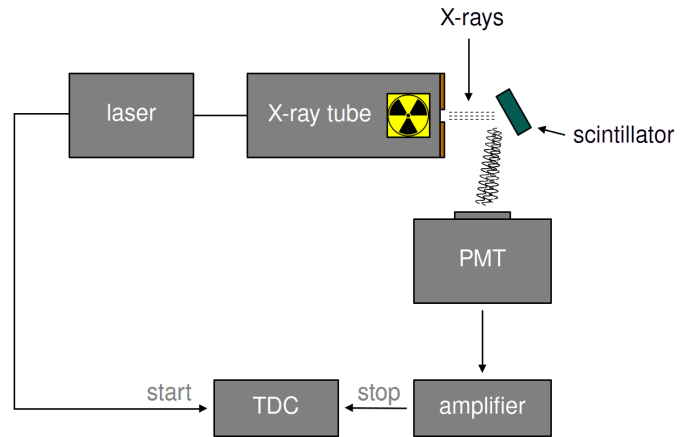 X-rays
laser
X-ray tube
scintillator
PMT
start
TDC
stop
amplifier